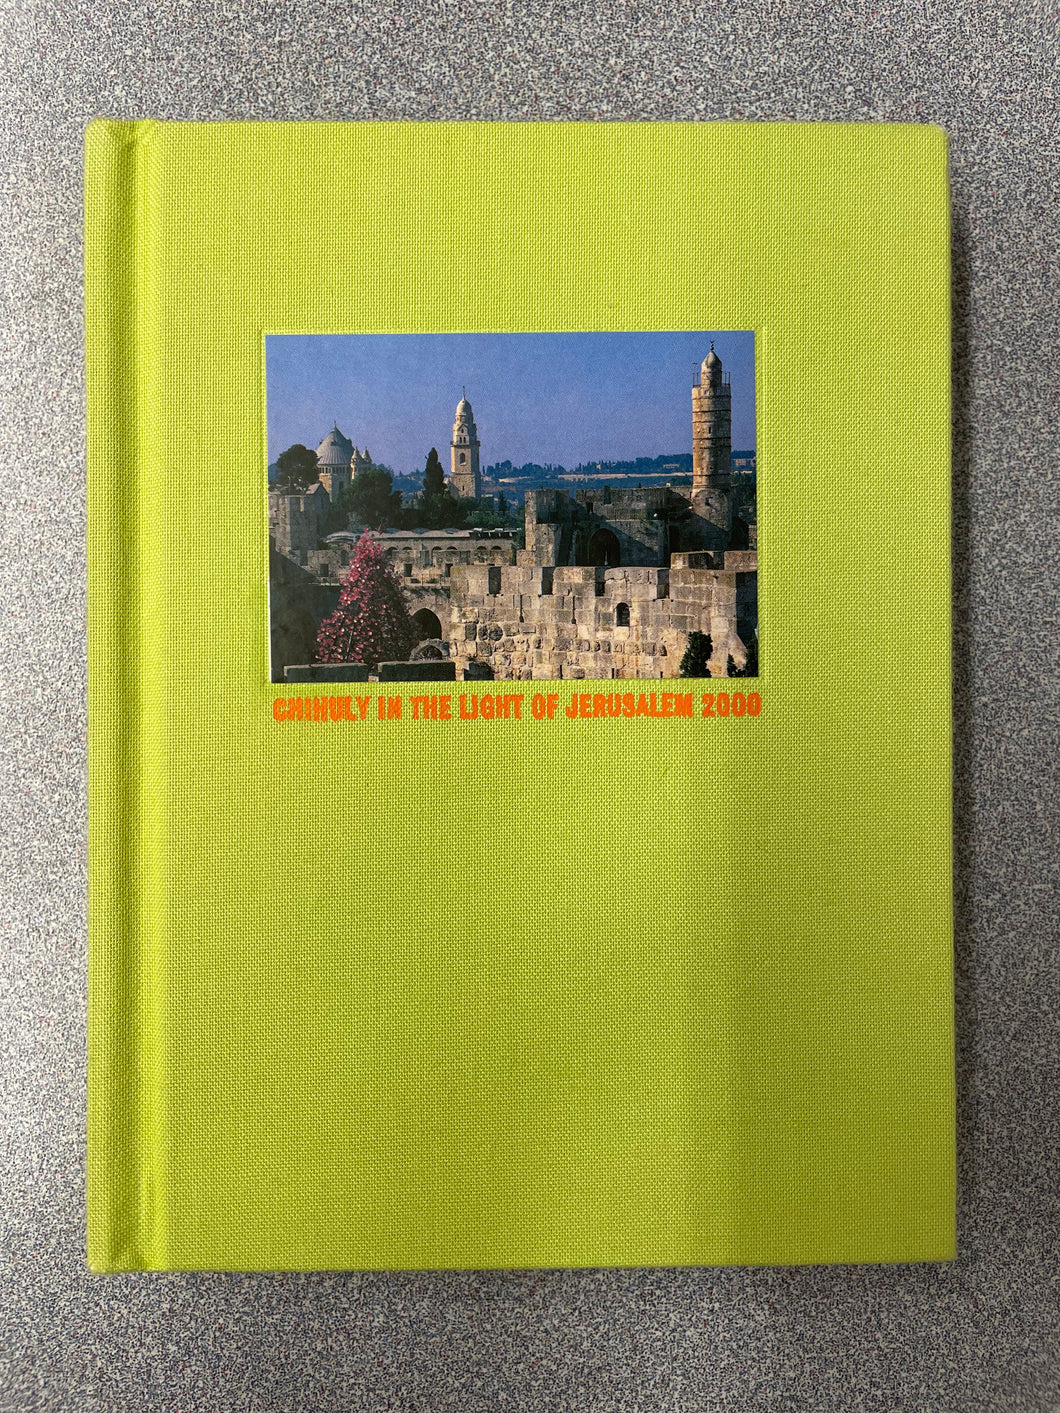 CHIHULY IN THE LIGHT OF JERUSALEM 2000